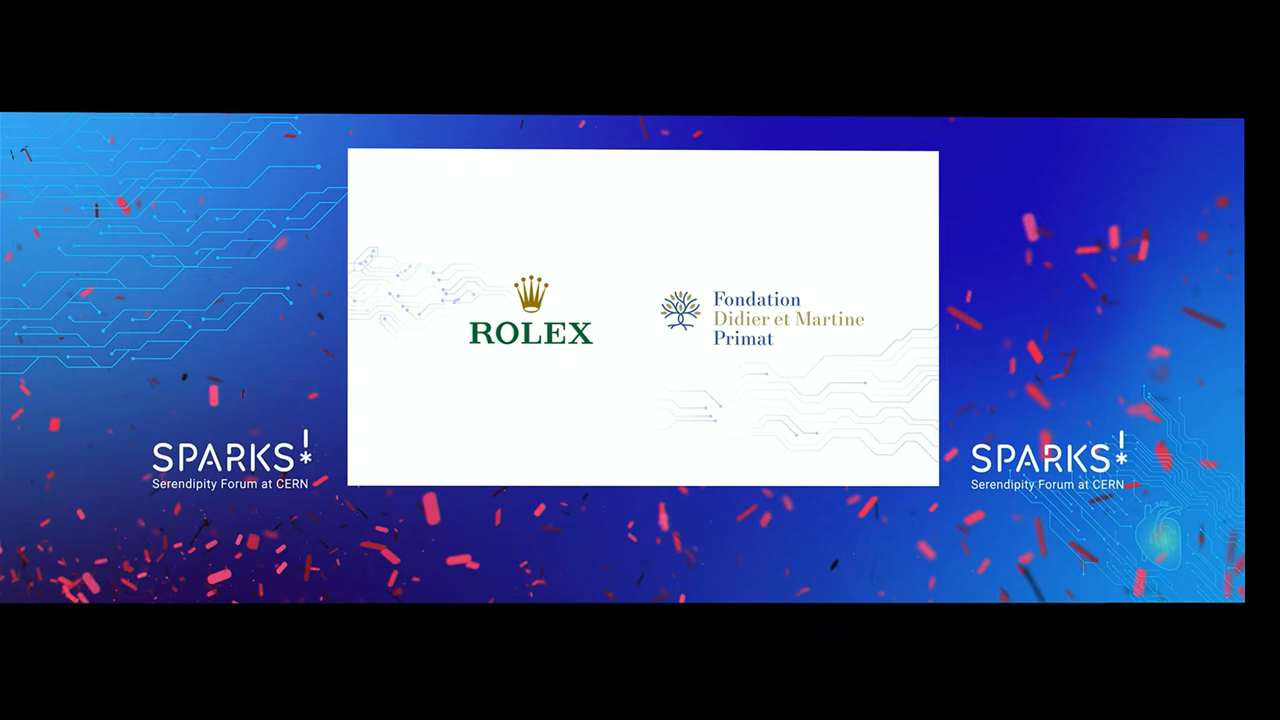 ROLEX
Fondation
Didier et Martine
Primat
SPARKS!*
Serendipity Forum at CERN
SPARKS!*
Serendipity Forum at CERN